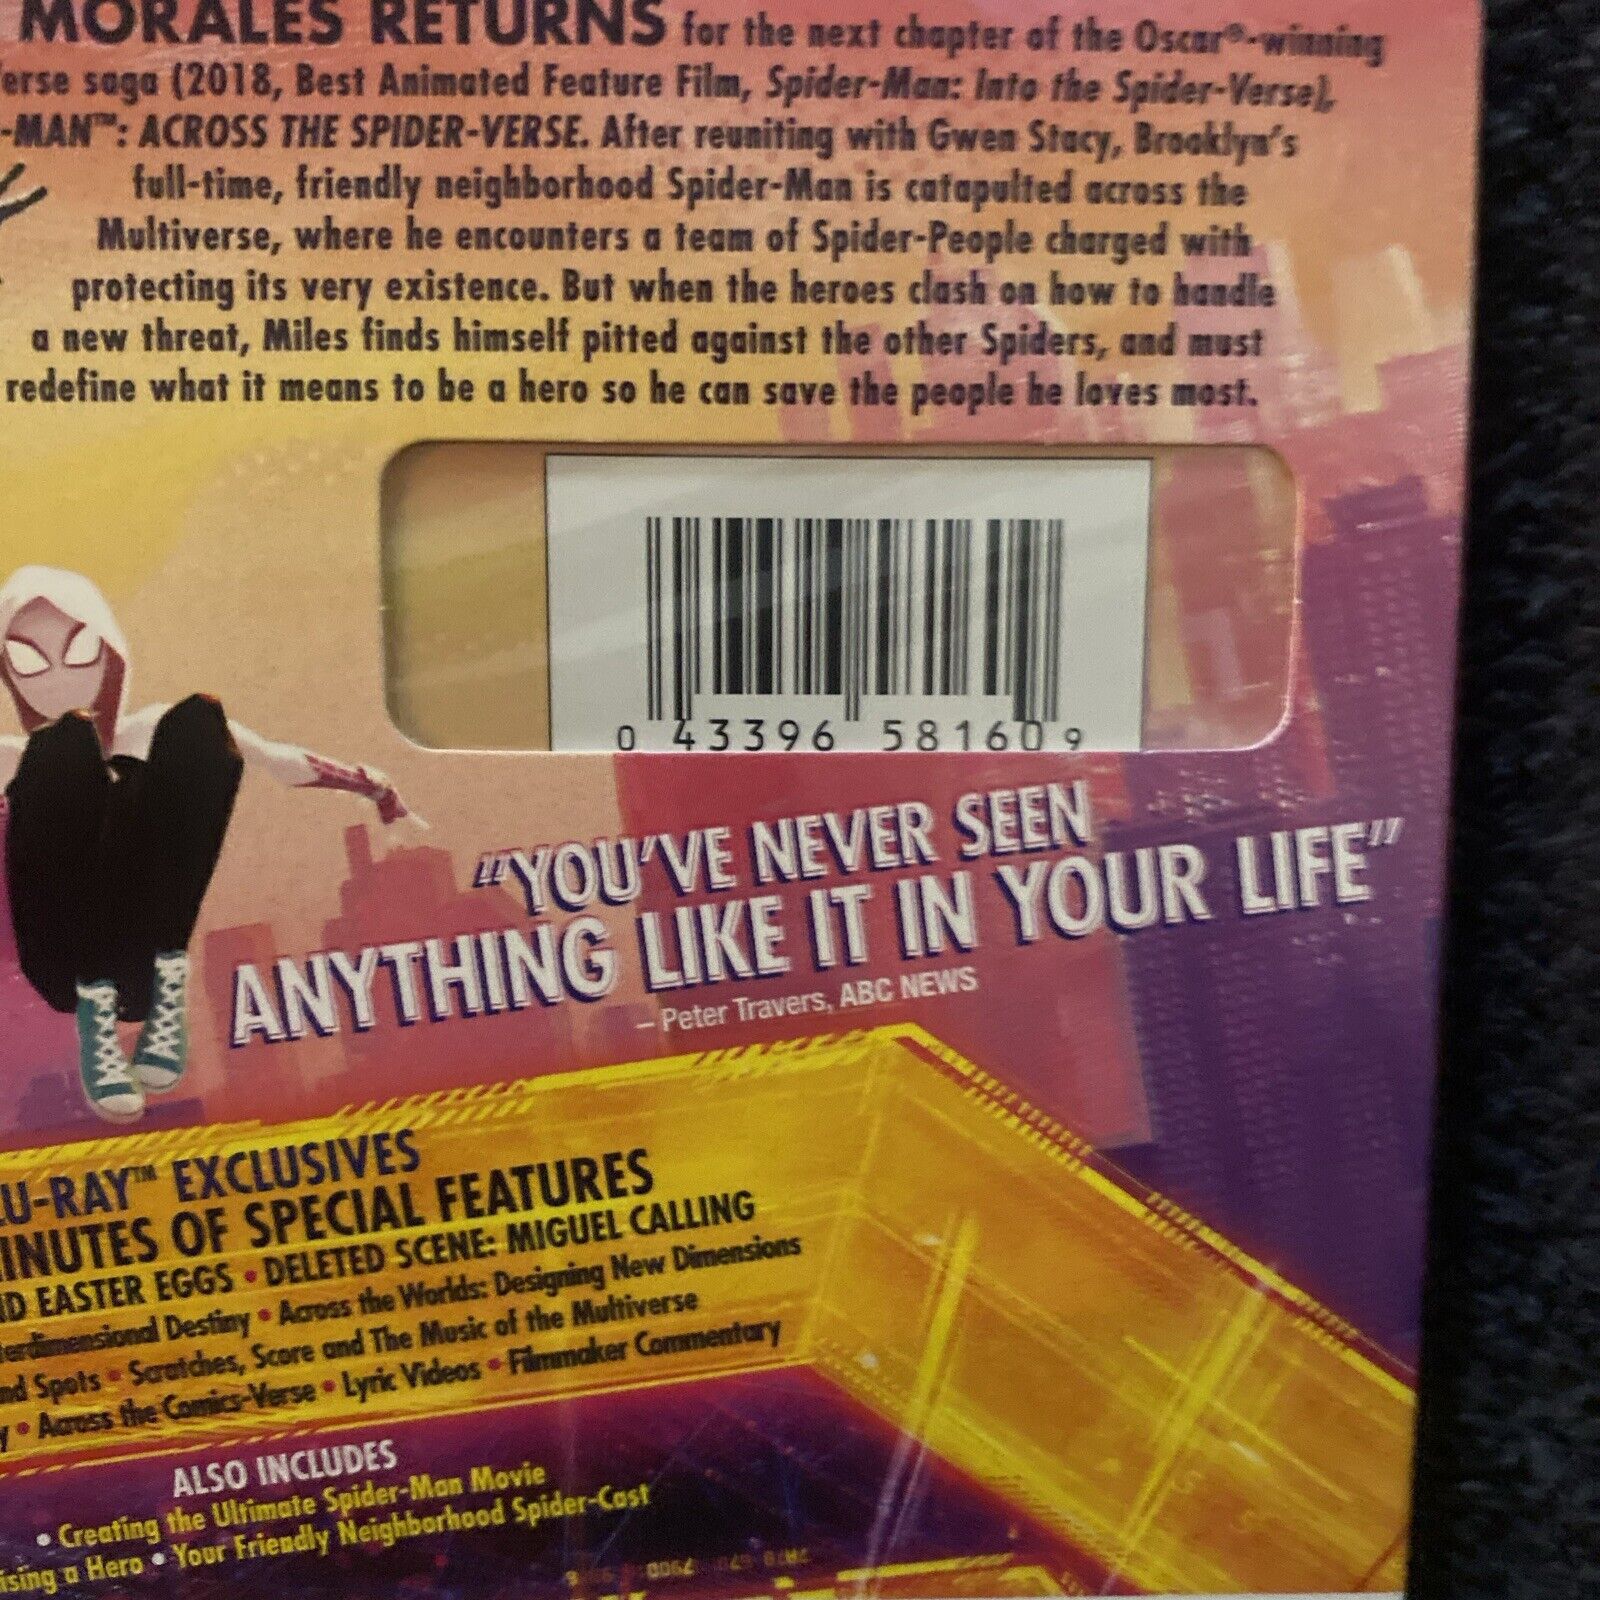 MORALES RETURNS for the next chapter of the Oscar®-winning
erse saga (2018, Best Animated Feature Film, Spider-Man: Into the Spider-Verse),
-MAN™: ACROSS THE SPIDER-VERSE. After reuniting with Gwen Stacy, Brooklyn's
full-time, friendly neighborhood Spider-Man is catapulted across the
Multiverse, where he encounters a team of Spider-People charged with
protecting its very existence. But when the heroes clash on how to handle
a new threat, Miles finds himself pitted against the other Spiders, and must
redefine what it means to be a hero so he can save the people he loves most.
0 43396 58160 9
"YOU'VE NEVER SEEN
ANYTHING LIKE IT IN YOUR LIFE"
– Peter Travers, ABC NEWS
LU-RAY™ EXCLUSIVES
INUTES OF SPECIAL FEATURES
ND EASTER EGGS • DELETED SCENE: MIGUEL CALLING
terdimensional Destiny • Across the Worlds: Designing New Dimensions
nd Spots • Scratches, Score and The Music of the Multiverse
y • Across the Comics-Verse • Lyric Videos • Filmmaker Commentary
ALSO INCLUDES
• Creating the Ultimate Spider-Man Movie
ising a Hero • Your Friendly Neighborhood Spider-Cast